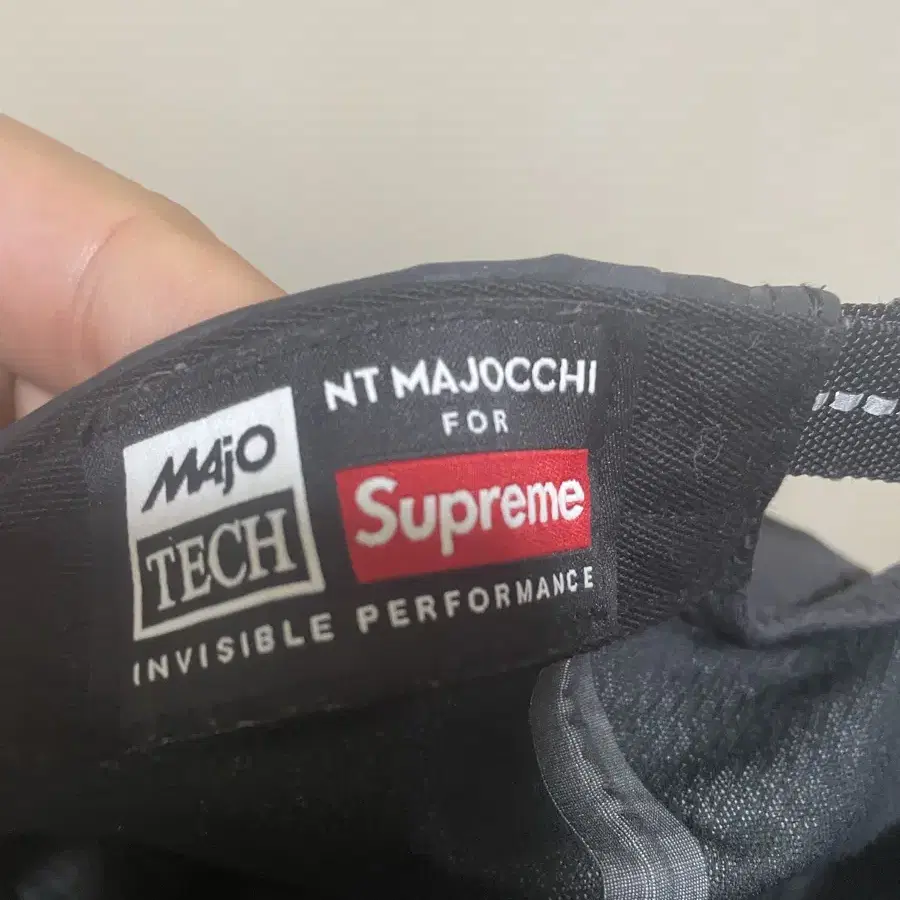 MAjO
TECH
NT MAJOCCHI
FOR
Supreme
INVISIBLE PERFORMANCE